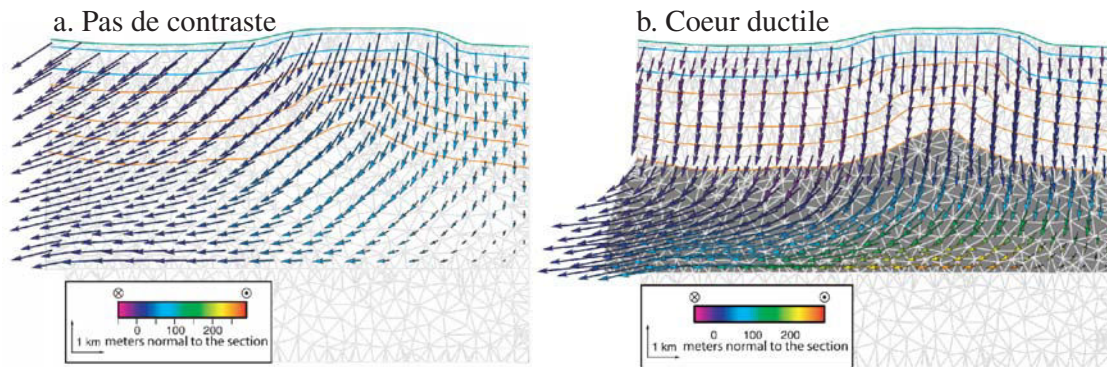 a. Pas de contraste
b. Coeur ductile
0 100 200
1 km
meters normal to the section
0 100 200
1 km
meters normal to the section